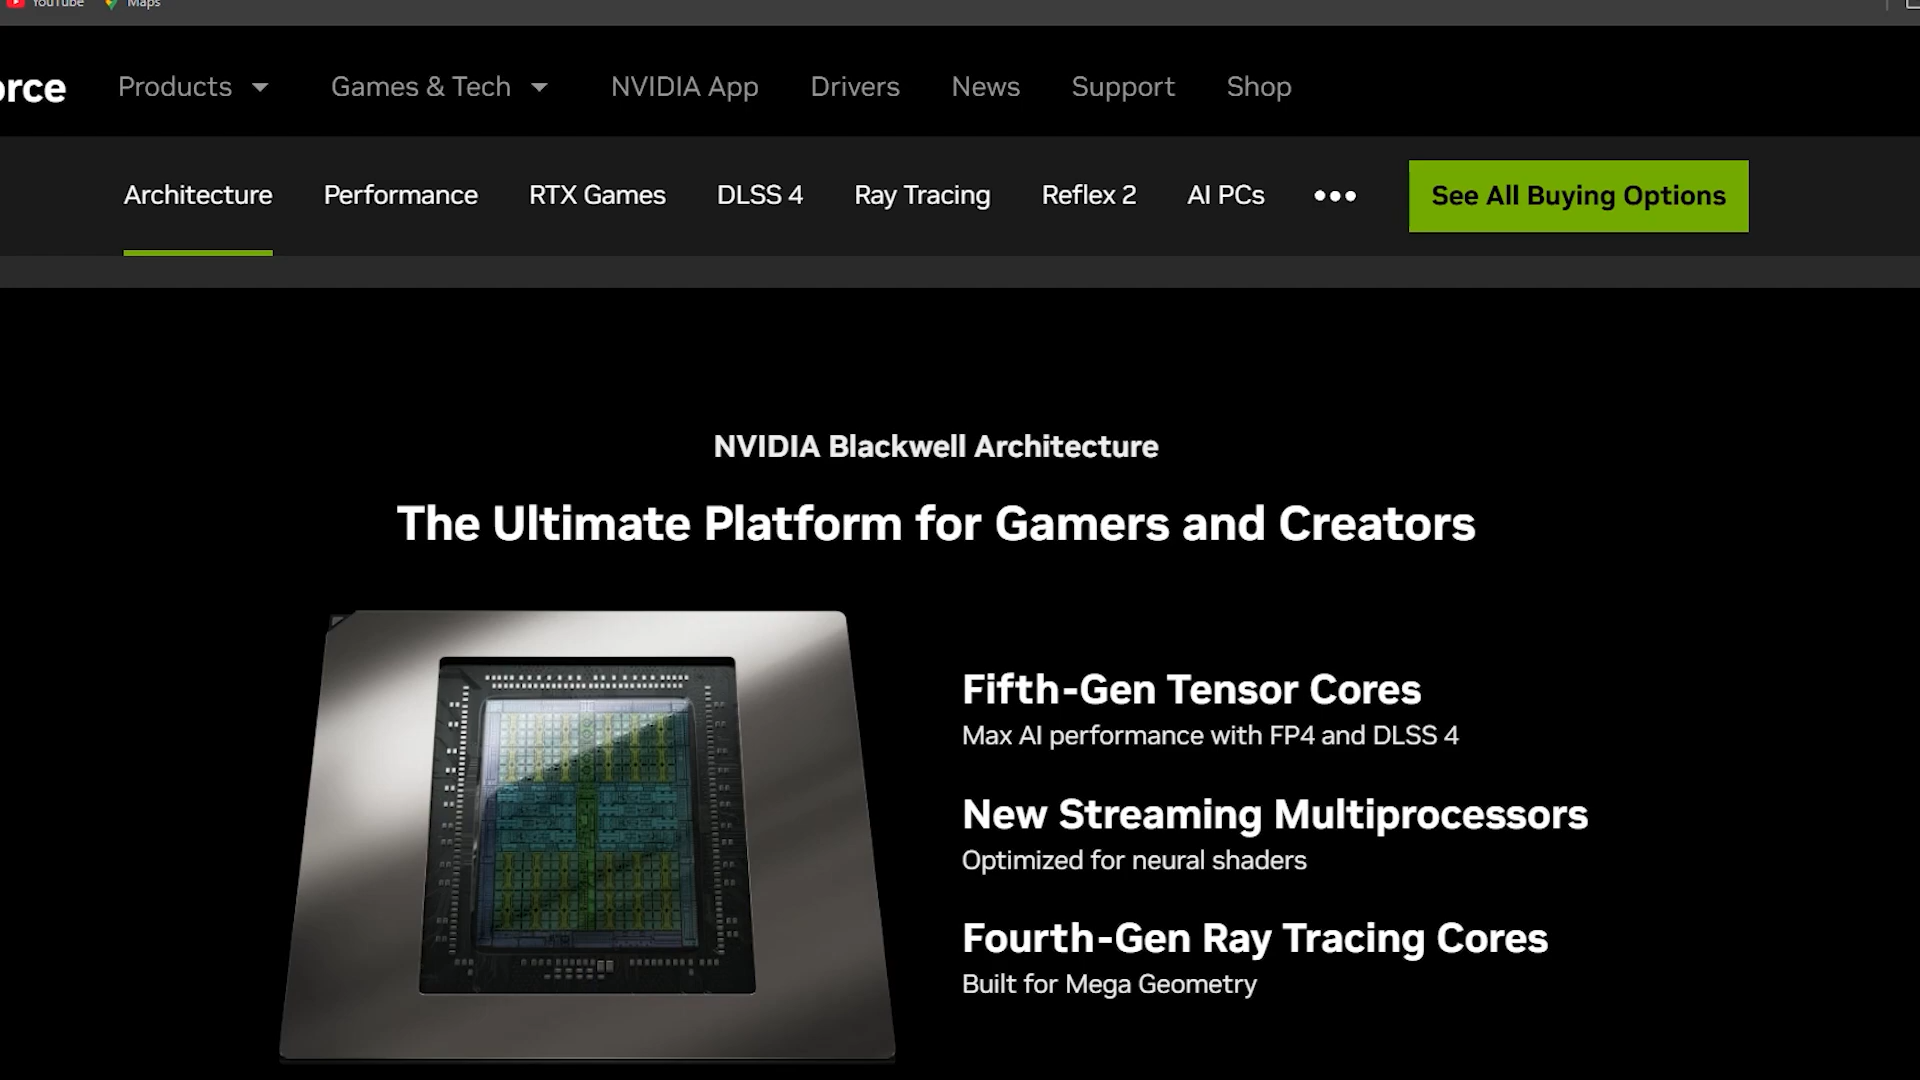 YouTube Maps
orce Products Games & Tech NVIDIA App Drivers News Support Shop
Architecture Performance RTX Games DLSS 4 Ray Tracing Reflex 2 AI PCs ••• See All Buying Options
NVIDIA Blackwell Architecture
The Ultimate Platform for Gamers and Creators
Fifth-Gen Tensor Cores
Max AI performance with FP4 and DLSS 4
New Streaming Multiprocessors
Optimized for neural shaders
Fourth-Gen Ray Tracing Cores
Built for Mega Geometry